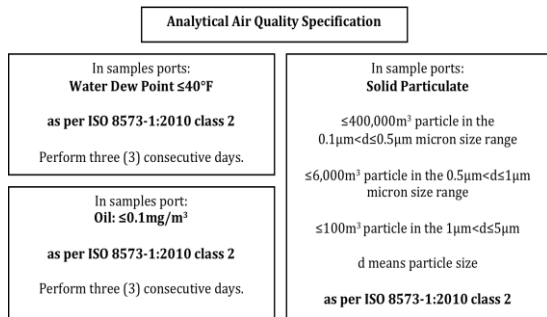 Analytical Air Quality Specification
In samples ports:
Water Dew Point ≤40°F
as per ISO 8573-1:2010 class 2
Perform three (3) consecutive days.
In samples port:
Oil: ≤0.1mg/m³
as per ISO 8573-1:2010 class 2
Perform three (3) consecutive days.
In sample ports:
Solid Particulate
≤400,000m³ particle in the
0.1μm<d≤0.5μm micron size range
≤6,000m³ particle in the 0.5μm<d≤1μm
micron size range
≤100m³ particle in the 1μm<d≤5μm
d means particle size
as per ISO 8573-1:2010 class 2